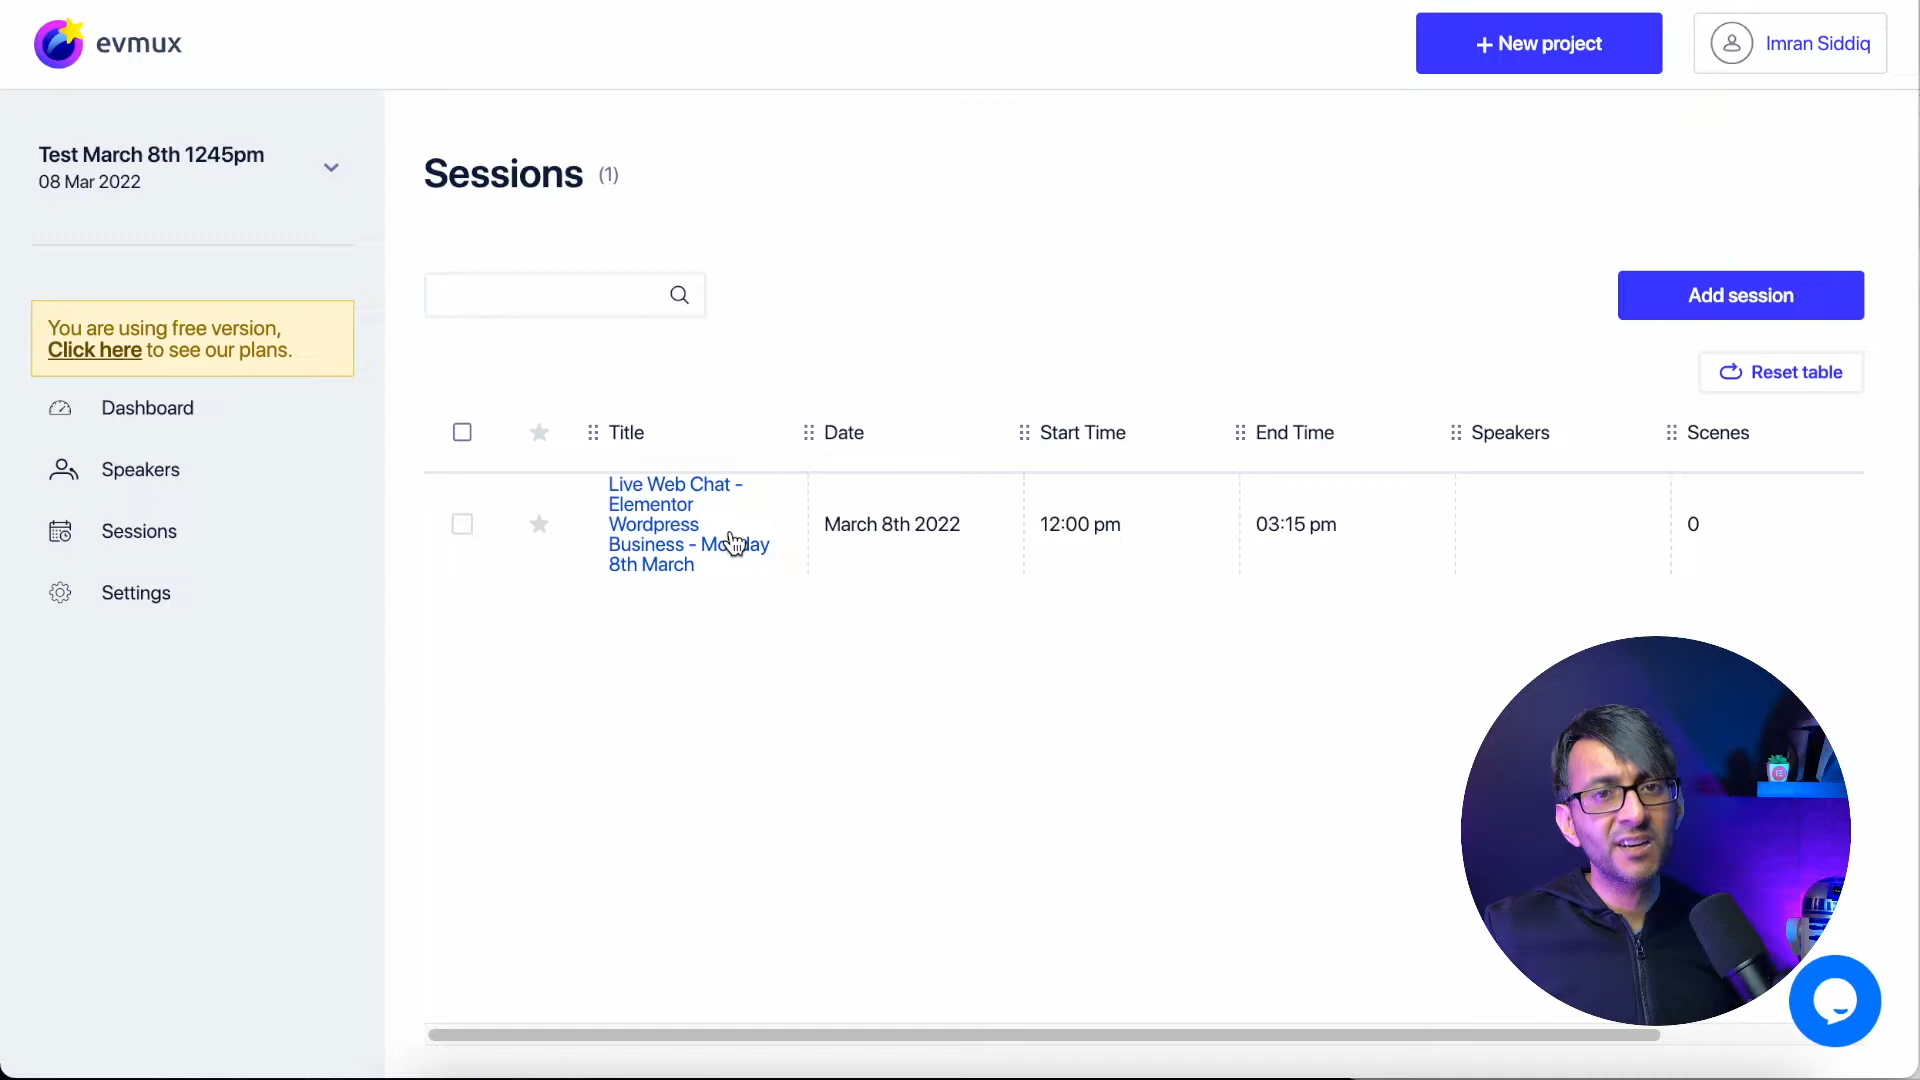 evmux
+ New project
Imran Siddiq
Test March 8th 1245pm
08 Mar 2022
You are using free version,
Click here to see our plans.
Dashboard
Speakers
Sessions
Settings
Sessions (1)
Add session
Reset table
Title
Date
Start Time
End Time
Speakers
Scenes
Live Web Chat -
Elementor
Wordpress
Business - Monday
8th March
March 8th 2022
12:00 pm
03:15 pm
0